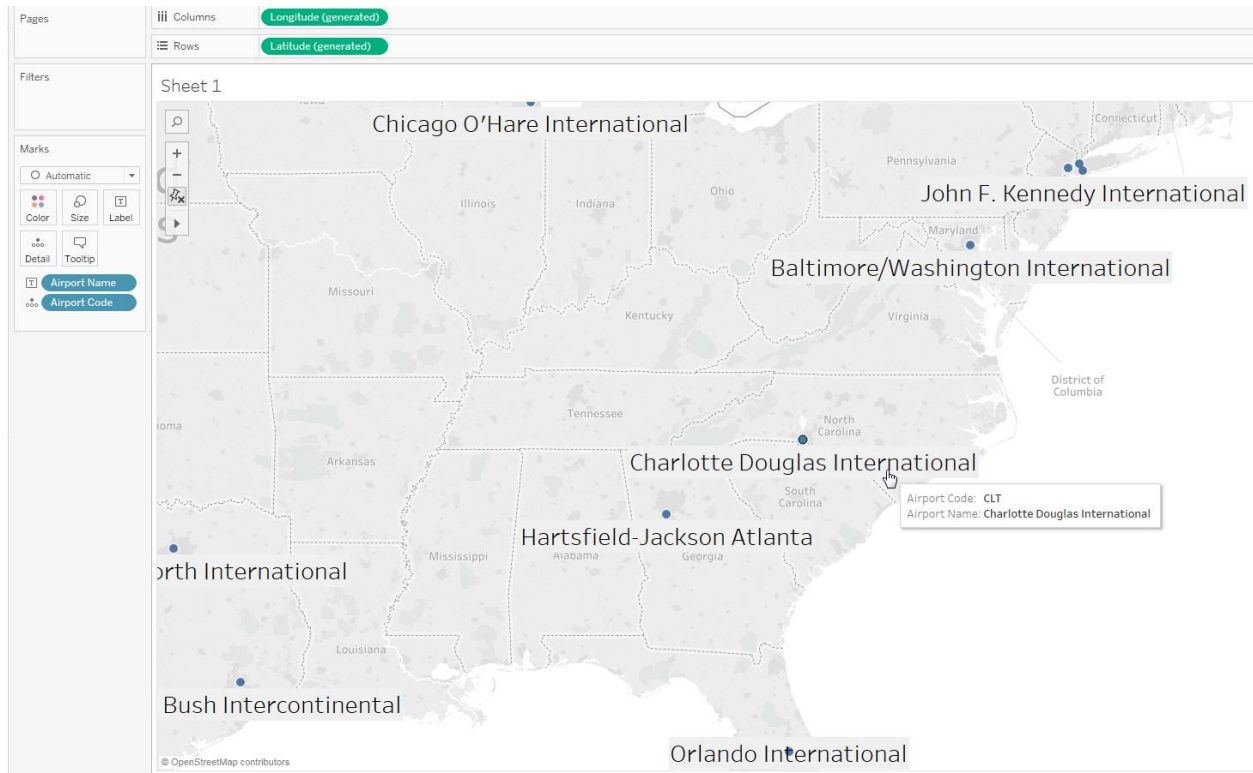 Pages
Columns
Longitude (generated)
Rows
Latitude (generated)
Filters
Sheet 1
Marks
Automatic
Color
Size
Label
Detail
Tooltip
Airport Name
Airport Code
Iowa
Chicago O'Hare International
Connecticut
Pennsylvania
Ohio
Illinois
Indiana
John F. Kennedy International
Maryland
Baltimore/Washington International
Missouri
Kentucky
Virginia
District of
Columbia
Tennessee
North
Carolina
oma
Arkansas
Charlotte Douglas International
South
Carolina
Airport Code: CLT
Airport Name: Charlotte Douglas International
Hartsfield-Jackson Atlanta
Mississippi
Alabama
Georgia
orth International
Louisiana
Bush Intercontinental
Orlando International
© OpenStreetMap contributors